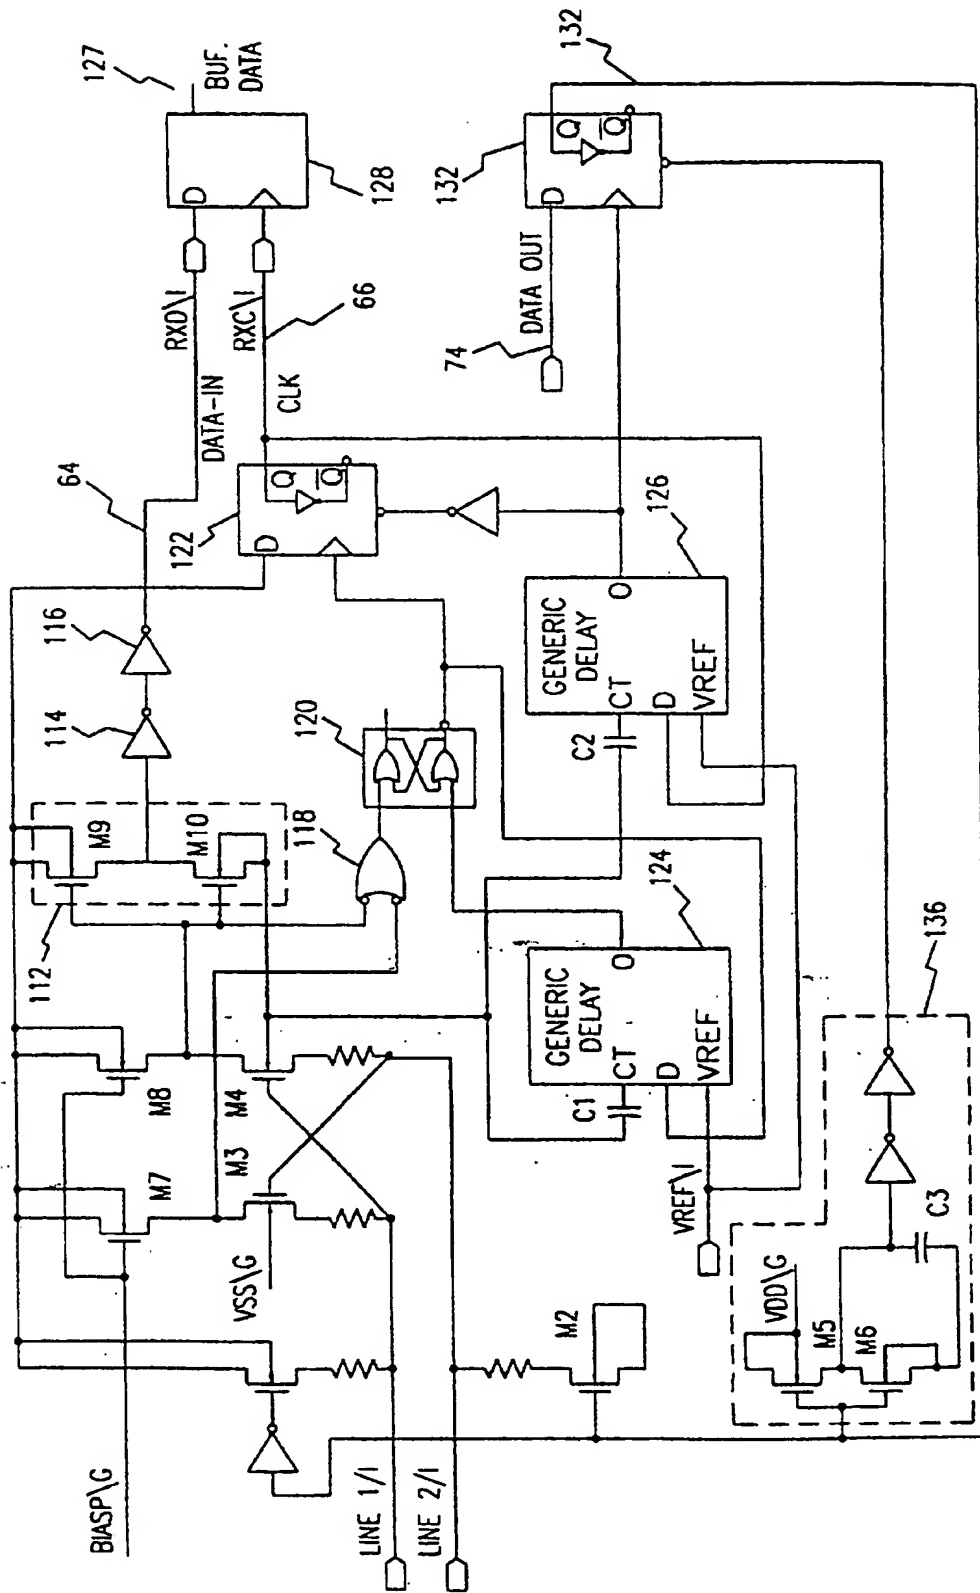 127
BUF.
DATA
D
128
RXD\I
RXC\I
66
DATA-IN
CLK
64
122
D
Q
Q̅
116
114
120
118
112
M9
M10
M8
M4
M7
M3
VSS\G
BIASP\G
LINE 1/I
LINE 2/I
M2
132
132
D
Q
Q̅
DATA OUT
74
126
GENERIC
DELAY
O
CT
D
VREF
C2
124
GENERIC
DELAY
O
CT
D
VREF
C1
VREF\I
136
C3
VDD\G
M5
M6